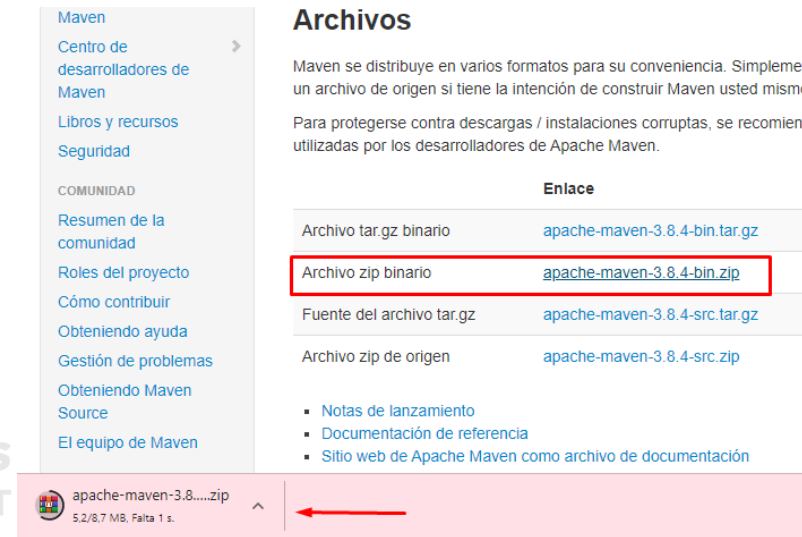 Maven
Centro de
desarrolladores de
Maven
Libros y recursos
Seguridad
COMUNIDAD
Resumen de la
comunidad
Roles del proyecto
Cómo contribuir
Obteniendo ayuda
Gestión de problemas
Obteniendo Maven
Source
El equipo de Maven
Archivos
Maven se distribuye en varios formatos para su conveniencia.
un archivo de origen si tiene la intención de construir Maven usted
Para protegerse contra descargas / instalaciones corruptas, se
utilizadas por los desarrolladores de Apache Maven.
Enlace
Archivo tar.gz binario apache-maven-3.8.4-bin.tar.gz
Archivo zip binario apache-maven-3.8.4-bin.zip
Fuente del archivo tar.gz apache-maven-3.8.4-src.tar.gz
Archivo zip de origen apache-maven-3.8.4-src.zip
Notas de lanzamiento
Documentación de referencia
Sitio web de Apache Maven como archivo de documentación
apache-maven-3.8.....zip
5,2/8,7 MB, Falta 1 s.